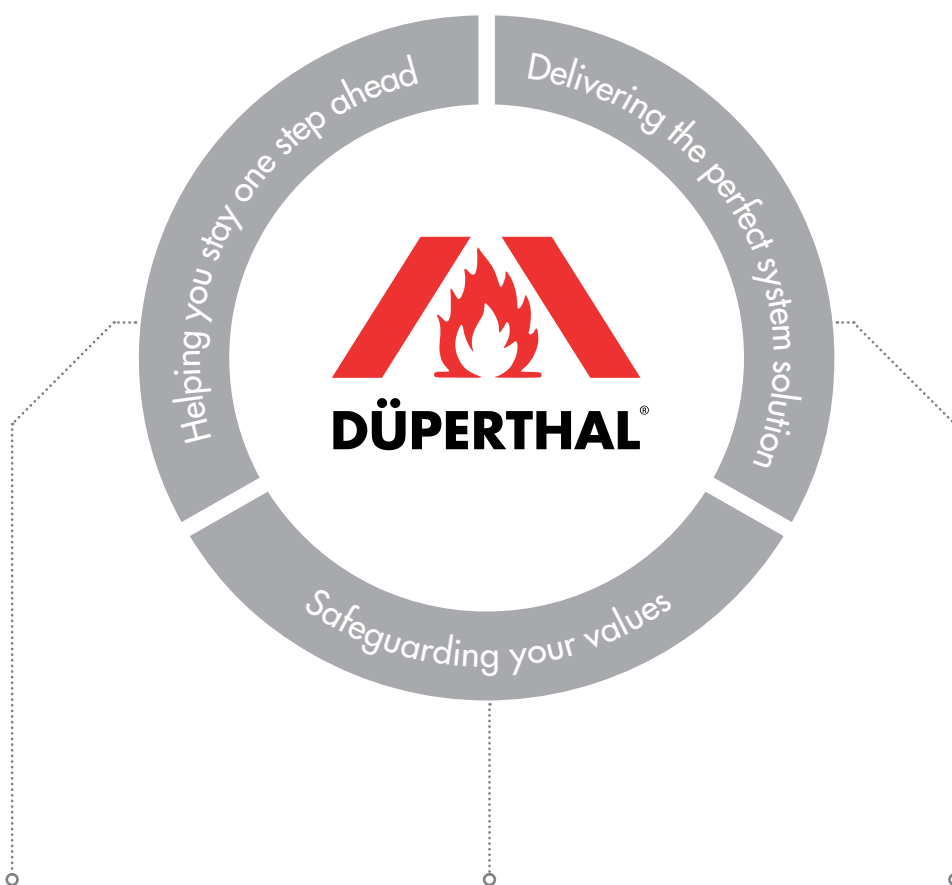 Helping you stay one step ahead
Delivering the perfect system solution
DÜPERTHAL®
Safeguarding your values